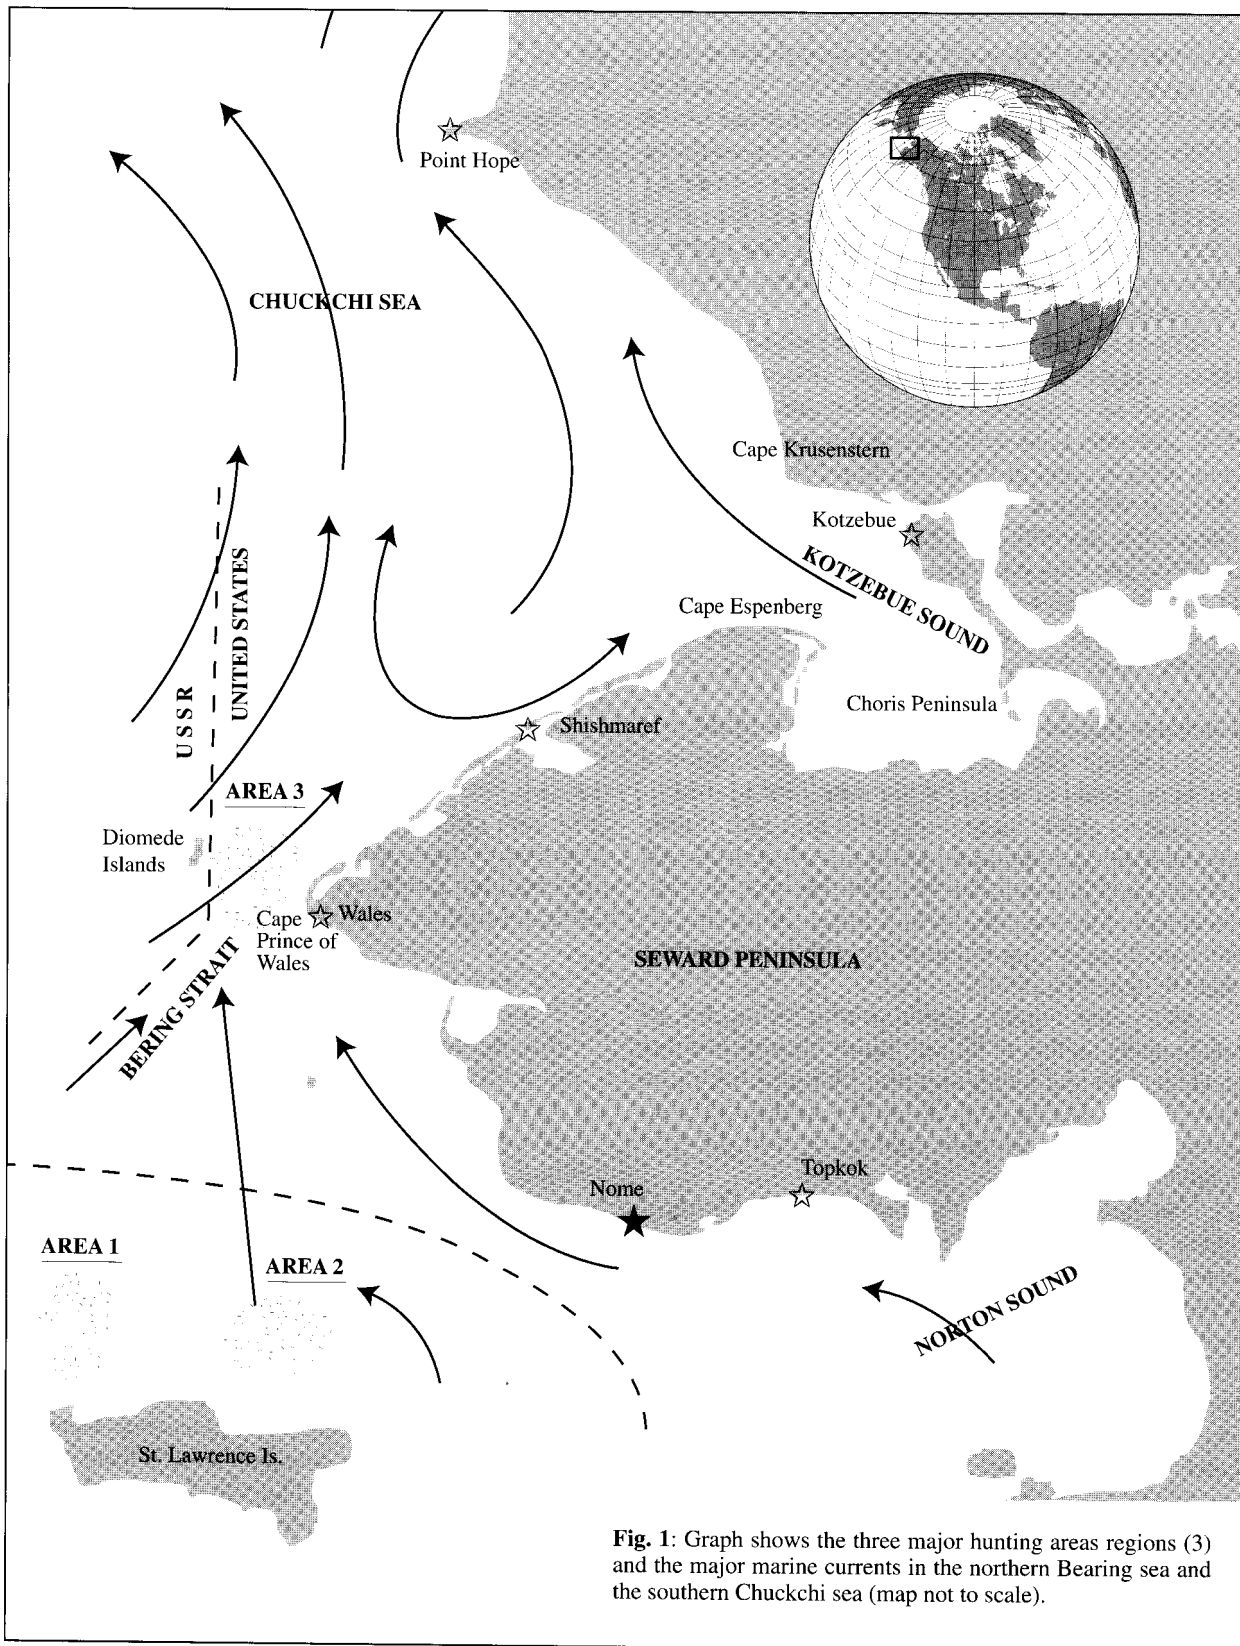 Point Hope
CHUCKCHI SEA
Cape Krusenstern
Kotzebue
KOTZEBUE SOUND
Cape Espenberg
UNITED STATES
U S S R
Choris Peninsula
Shishmaref
AREA 3
Diomede
Islands
Cape
Prince of
Wales
Wales
SEWARD PENINSULA
BERING STRAIT
Topkok
Nome
AREA 1
AREA 2
NORTON SOUND
St. Lawrence Is.
Fig. 1: Graph shows the three major hunting areas regions (3)
and the major marine currents in the northern Bearing sea and
the southern Chuckchi sea (map not to scale).